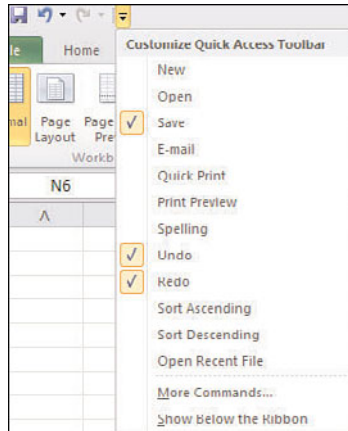 le Home Customize Quick Access Toolbar
New
Open
Save
E-mail
Quick Print
Print Preview
Spelling
Undo
Redo
Sort Ascending
Sort Descending
Open Recent File
More Commands...
Show Below the Ribbon
mal Page Layout Page Pre
Workb
N6
A